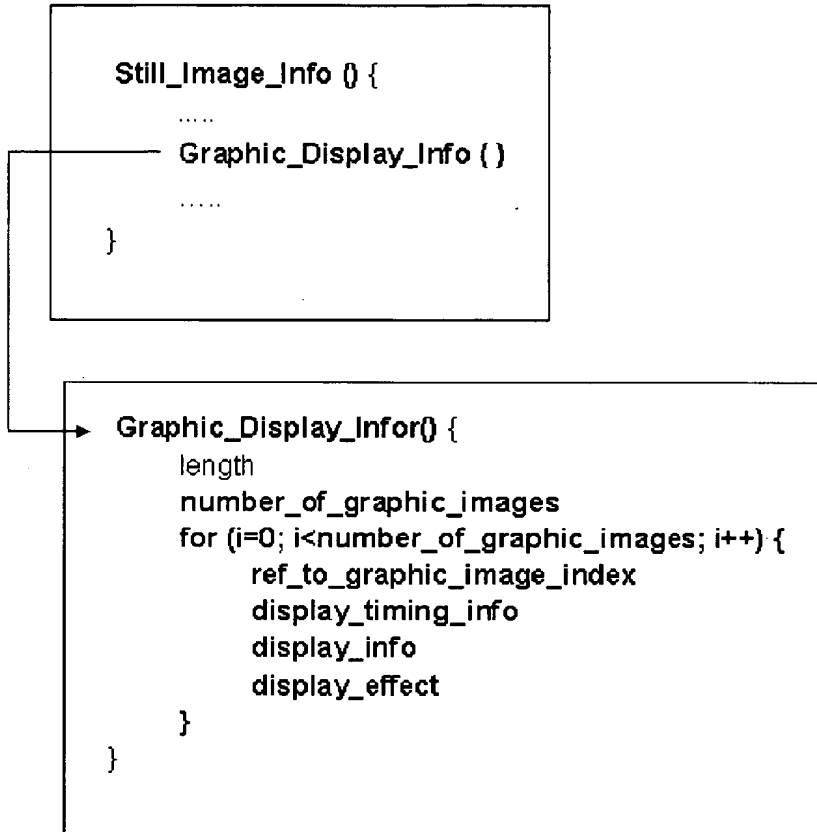 Still_Image_Info () {
.....
Graphic_Display_Info ( )
.....
}
Graphic_Display_Infor() {
length
number_of_graphic_images
for (i=0; i<number_of_graphic_images; i++) {
ref_to_graphic_image_index
display_timing_info
display_info
display_effect
}
}